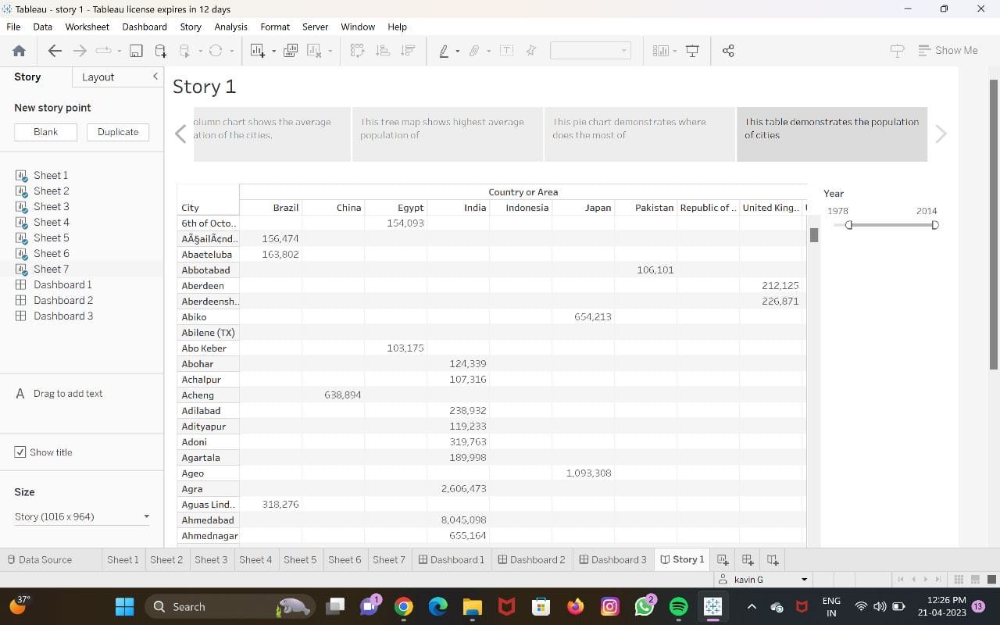 Tableau - story 1 - Tableau license expires in 12 days
File Data Worksheet Dashboard Story Analysis Format Server Window Help
Show Me
Story Layout
New story point
Blank Duplicate
Sheet 1
Sheet 2
Sheet 3
Sheet 4
Sheet 5
Sheet 6
Sheet 7
Dashboard 1
Dashboard 2
Dashboard 3
A Drag to add text
Show title
Size
Story (1016 x 964)
Story 1
olumn chart shows the average
ation of the cities.
This tree map shows highest average
population of
This pie chart demonstrates where
does the most of
This table demonstrates the population
of cities
Country or Area
City Brazil China Egypt India Indonesia Japan Pakistan Republic of .. United King..
6th of Octo.. 154,093
AÃ§ailÃ¢nd.. 156,474
Abaeteluba 163,802
Abbotabad 106,101
Aberdeen 212,125
Aberdeensh.. 226,871
Abiko 654,213
Abilene (TX)
Abo Keber 103,175
Abohar 124,339
Achalpur 107,316
Acheng 638,894
Adilabad 238,932
Adityapur 119,233
Adoni 319,763
Agartala 189,998
Ageo 1,093,308
Agra 2,606,473
Aguas Lind.. 318,276
Ahmedabad 8,045,098
Ahmednagar 655,164
Year
1978 2014
Data Source Sheet 1 Sheet 2 Sheet 3 Sheet 4 Sheet 5 Sheet 6 Sheet 7 Dashboard 1 Dashboard 2 Dashboard 3 Story 1
kavin G
37°
Search
1
2
ENG
IN
12:26 PM
21-04-2023
13